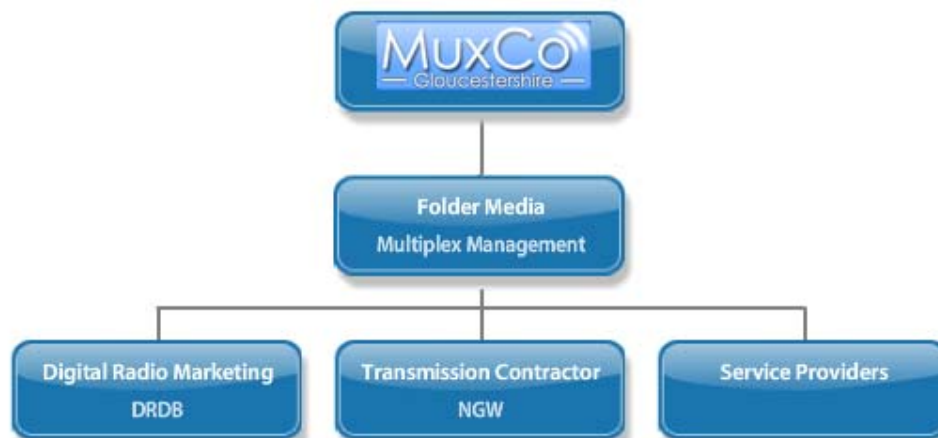 MuxCo
Gloucestershire
Folder Media
Multiplex Management
Digital Radio Marketing
DRDB
Transmission Contractor
NGW
Service Providers